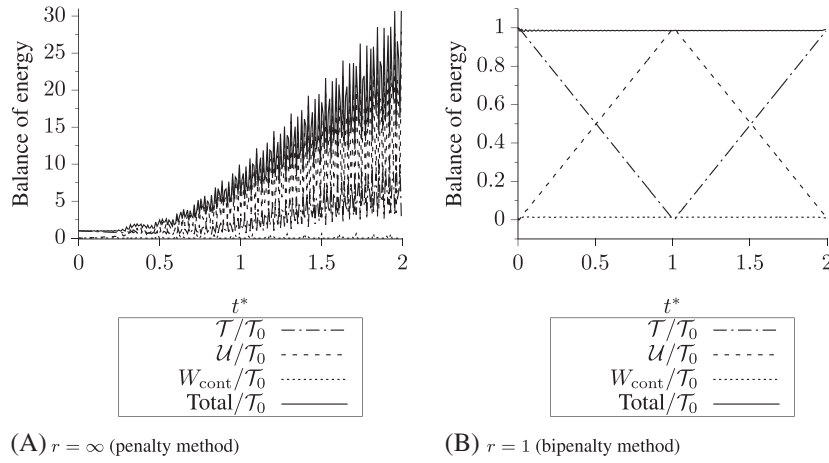 Balance of energy
30
25
20
15
10
5
0
0 0.5 1 1.5 2
t*
𝒯/𝒯₀
𝒰/𝒯₀
W_cont/𝒯₀
Total/𝒯₀
(A) r = ∞ (penalty method)
Balance of energy
1
0.8
0.6
0.4
0.2
0
0 0.5 1 1.5 2
t*
𝒯/𝒯₀
𝒰/𝒯₀
W_cont/𝒯₀
Total/𝒯₀
(B) r = 1 (bipenalty method)